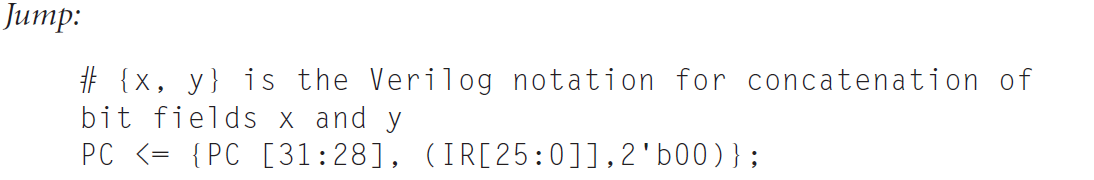 Jump:
# {x, y} is the Verilog notation for concatenation of
bit fields x and y
PC <= {PC [31:28], (IR[25:0]],2'b00)};